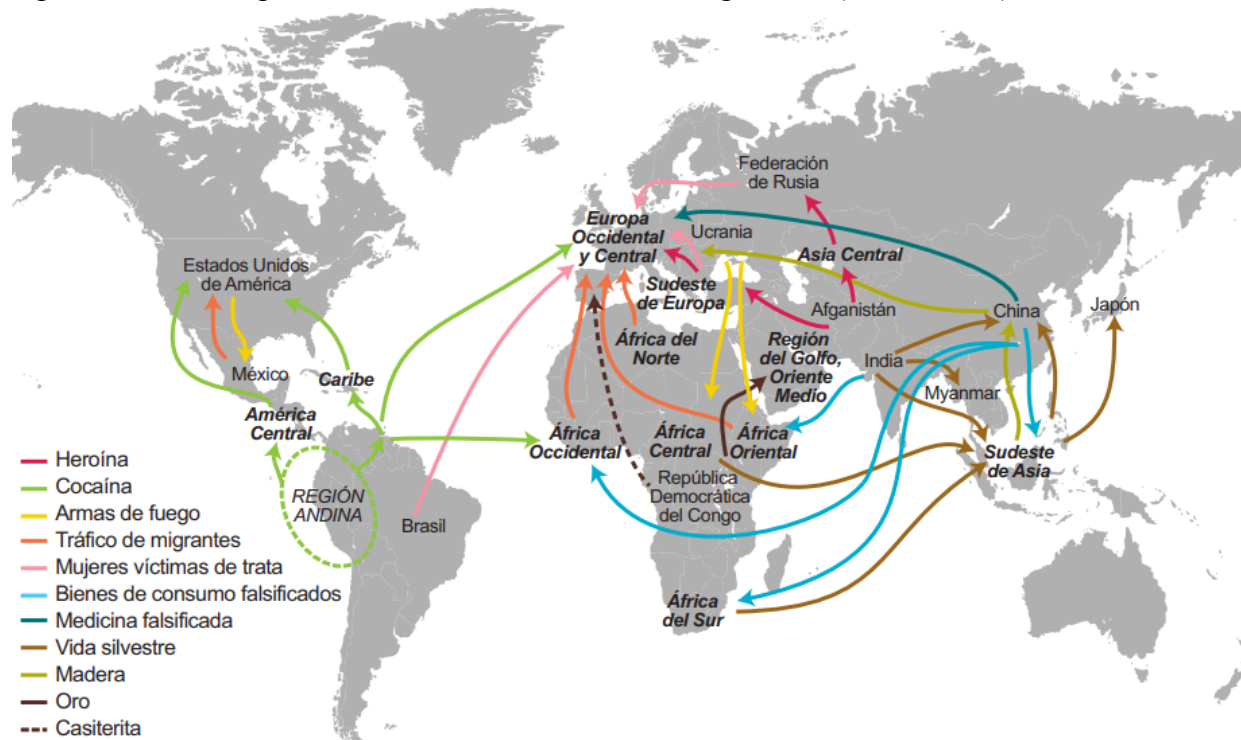 Federación
de Rusia
Europa
Occidental
y Central
Ucrania
Asia Central
Estados Unidos
de América
Sudeste
de Europa
Afganistán
China
Japón
África del
Norte
Región
del Golfo,
Oriente
Medio
India
México
Caribe
Myanmar
América
Central
África
Occidental
África
Central
África
Oriental
Sudeste
de Asia
República
Democrática
del Congo
REGIÓN
ANDINA
Brasil
África
del Sur
Heroína
Cocaína
Armas de fuego
Tráfico de migrantes
Mujeres víctimas de trata
Bienes de consumo falsificados
Medicina falsificada
Vida silvestre
Madera
Oro
Casiterita